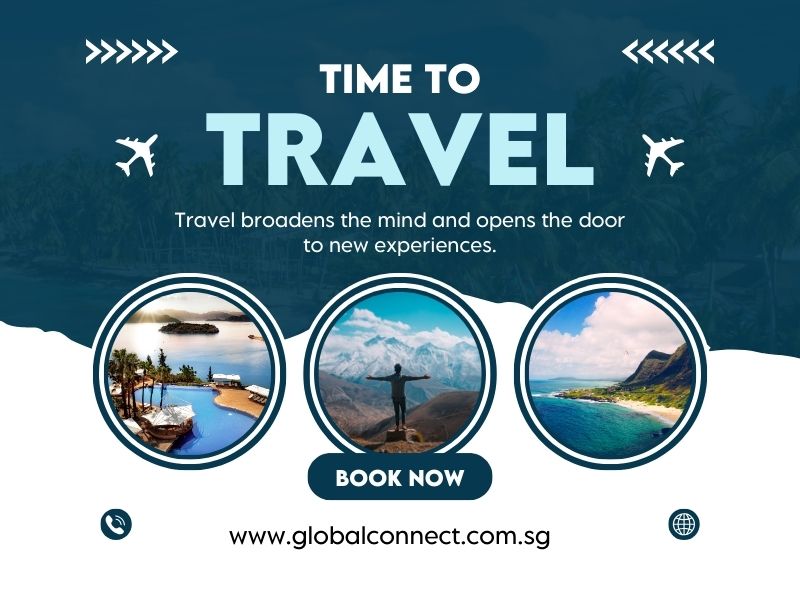 TIME TO
TRAVEL
Travel broadens the mind and opens the door
to new experiences.
BOOK NOW
www.globalconnect.com.sg